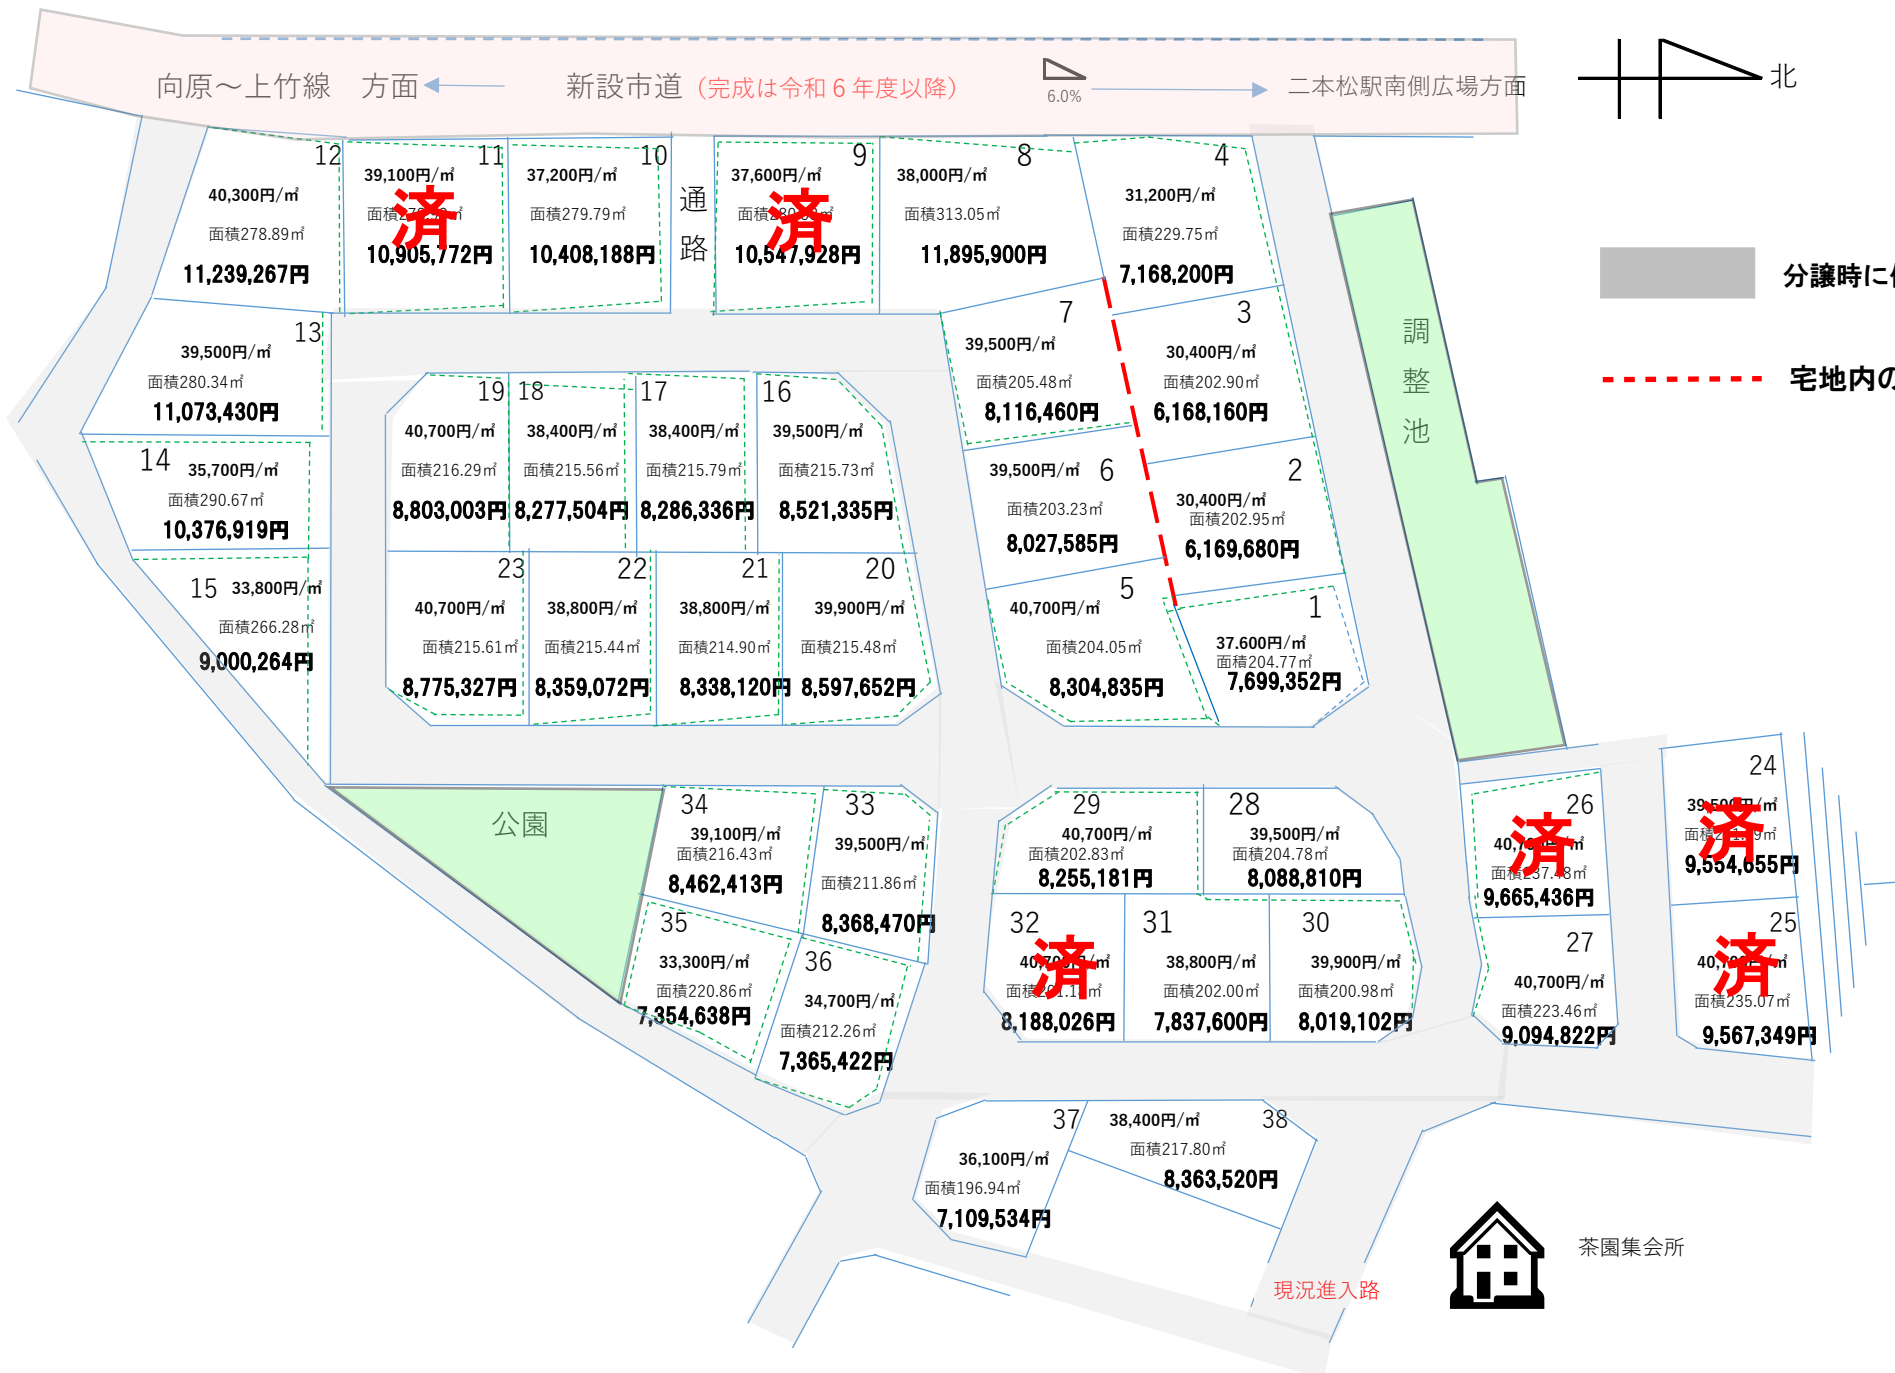 向原～上竹線　方面
新設市道（完成は令和６年度以降）
6.0%
二本松駅南側広場方面
北
12
40,300円/㎡
面積278.89㎡
11,239,267円
11
39,100円/㎡
済
10,905,772円
10
37,200円/㎡
面積279.79㎡
10,408,188円
通路
9
37,600円/㎡
済
10,547,928円
8
38,000円/㎡
面積313.05㎡
11,895,900円
4
31,200円/㎡
面積229.75㎡
7,168,200円
分譲時に
宅地内の
調整池
13
39,500円/㎡
面積280.34㎡
11,073,430円
7
39,500円/㎡
面積205.48㎡
8,116,460円
3
30,400円/㎡
面積202.90㎡
6,168,160円
14
35,700円/㎡
面積290.67㎡
10,376,919円
19
40,700円/㎡
面積216.29㎡
8,803,003円
18
38,400円/㎡
面積215.56㎡
8,277,504円
17
38,400円/㎡
面積215.79㎡
8,286,336円
16
39,500円/㎡
面積215.73㎡
8,521,335円
6
39,500円/㎡
面積203.23㎡
8,027,585円
2
30,400円/㎡
面積202.95㎡
6,169,680円
15
33,800円/㎡
面積266.28㎡
9,000,264円
23
40,700円/㎡
面積215.61㎡
8,775,327円
22
38,800円/㎡
面積215.44㎡
8,359,072円
21
38,800円/㎡
面積214.90㎡
8,338,120円
20
39,900円/㎡
面積215.48㎡
8,597,652円
5
40,700円/㎡
面積204.05㎡
8,304,835円
1
37.600円/㎡
面積204.77㎡
7,699,352円
公園
34
39,100円/㎡
面積216.43㎡
8,462,413円
33
39,500円/㎡
面積211.86㎡
8,368,470円
29
40,700円/㎡
面積202.83㎡
8,255,181円
28
39,500円/㎡
面積204.78㎡
8,088,810円
26
済
面積237.48㎡
9,665,436円
24
39,500円/㎡
済
9,554,655円
35
33,300円/㎡
面積220.86㎡
7,354,638円
36
34,700円/㎡
面積212.26㎡
7,365,422円
32
40,700円/㎡
済
8,188,026円
31
38,800円/㎡
面積202.00㎡
7,837,600円
30
39,900円/㎡
面積200.98㎡
8,019,102円
27
40,700円/㎡
面積223.46㎡
9,094,822円
25
済
面積235.07㎡
9,567,349円
37
36,100円/㎡
面積196.94㎡
7,109,534円
38
38,400円/㎡
面積217.80㎡
8,363,520円
現況進入路
茶園集会所